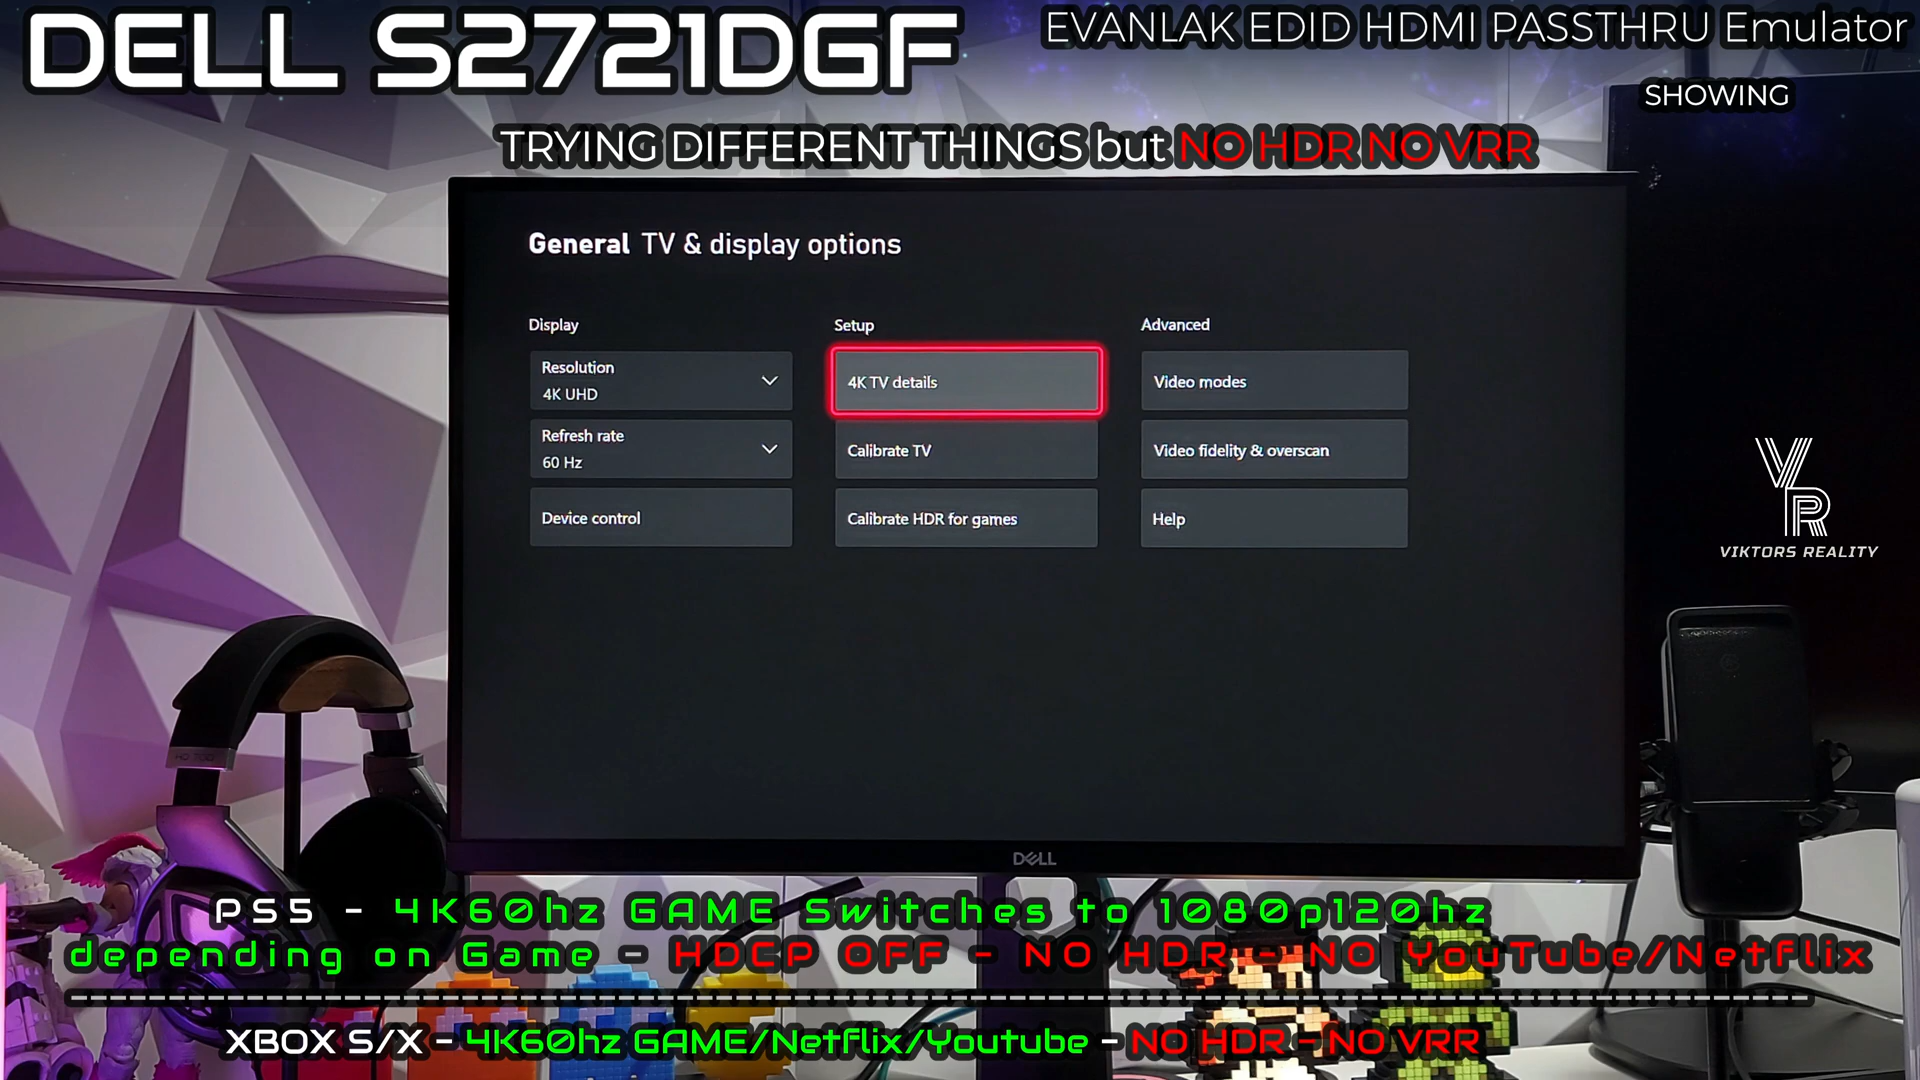 DELL S2721DGF
EVANLAK EDID HDMI PASSTHRU Emulator
SHOWING
TRYING DIFFERENT THINGS but NO HDR NO VRR
General TV & display options
Display
Setup
Advanced
Resolution
4K UHD
4K TV details
Video modes
Refresh rate
60 Hz
Calibrate TV
Video fidelity & overscan
Device control
Calibrate HDR for games
Help
VR
VIKTORS REALITY
DELL
PS5 - 4K60hz GAME Switches to 1080p120hz
depending on Game - HDCP OFF - NO HDR - NO YouTube/Netflix
XBOX S/X - 4K60hz GAME/Netflix/Youtube - NO HDR - NO VRR